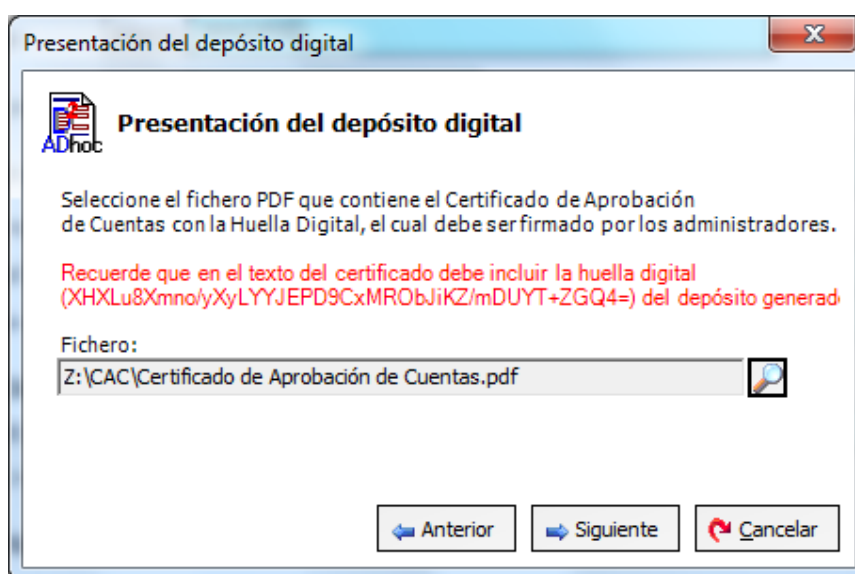 Presentación del depósito digital
ADhoc
Presentación del depósito digital
Seleccione el fichero PDF que contiene el Certificado de Aprobación
de Cuentas con la Huella Digital, el cual debe ser firmado por los administradores.
Recuerde que en el texto del certificado debe incluir la huella digital
(XHXLu8Xmno/yXyLYYJEPD9CxMRObJiKZ/mDUYT+ZGQ4=) del depósito generad
Fichero:
Z:\CAC\Certificado de Aprobación de Cuentas.pdf
Anterior
Siguiente
Cancelar